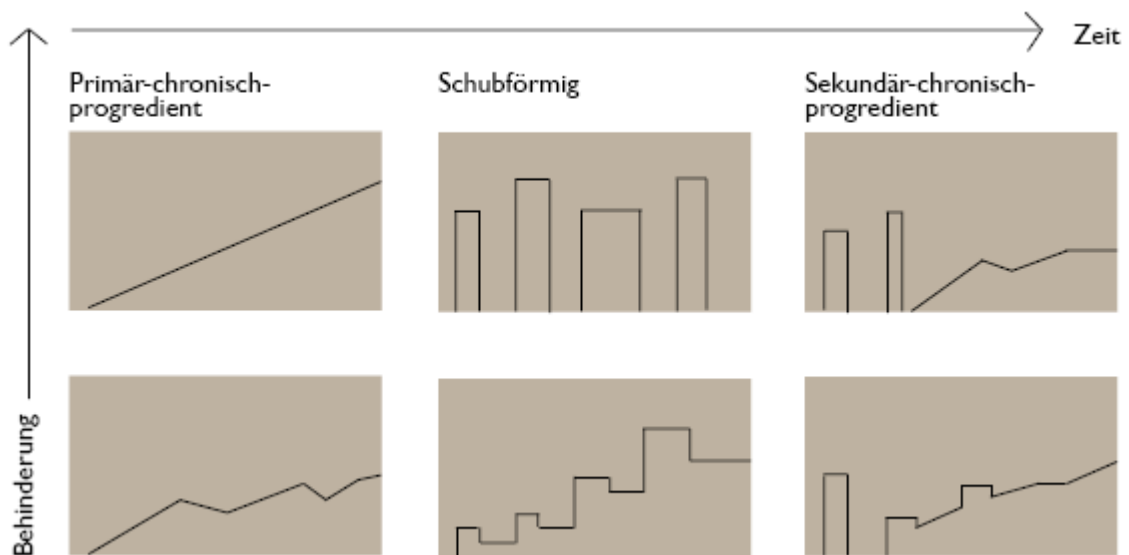 Zeit
Primär-chronisch-
progredient
Schubförmig
Sekundär-chronisch-
progredient
Behinderung